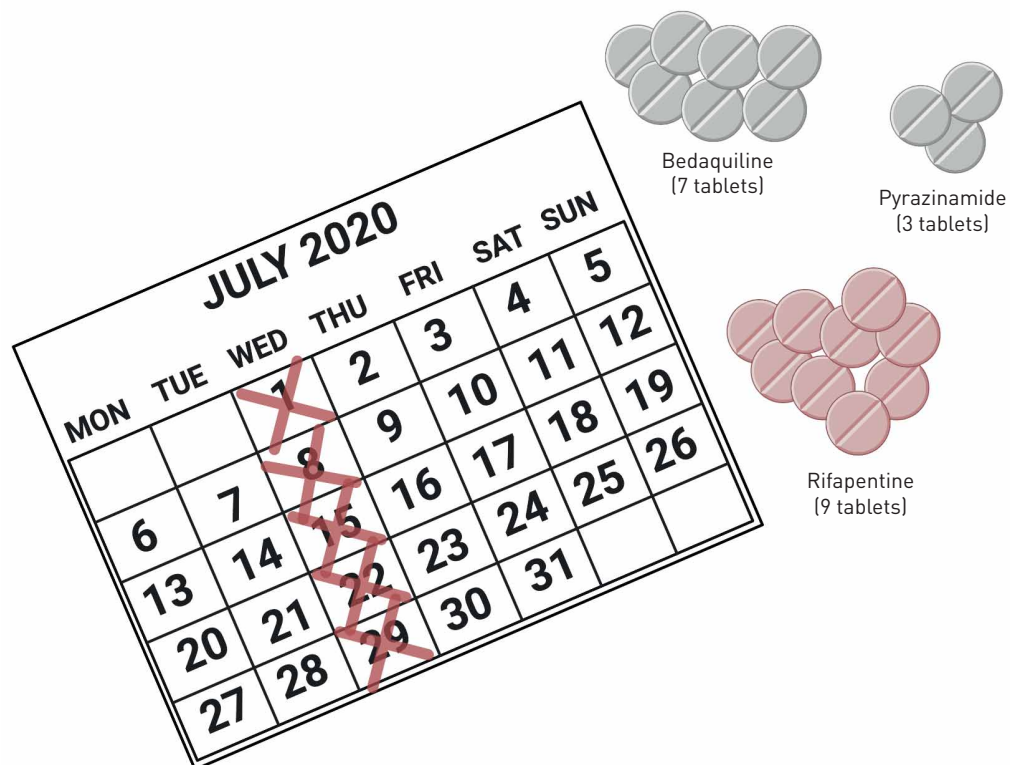 Bedaquiline
(7 tablets)
Pyrazinamide
(3 tablets)
JULY 2020
MON TUE WED THU FRI SAT SUN
1 2 3 4 5
6 7 8 9 10 11 12
13 14 15 16 17 18 19
20 21 22 23 24 25 26
27 28 29 30 31
Rifapentine
(9 tablets)